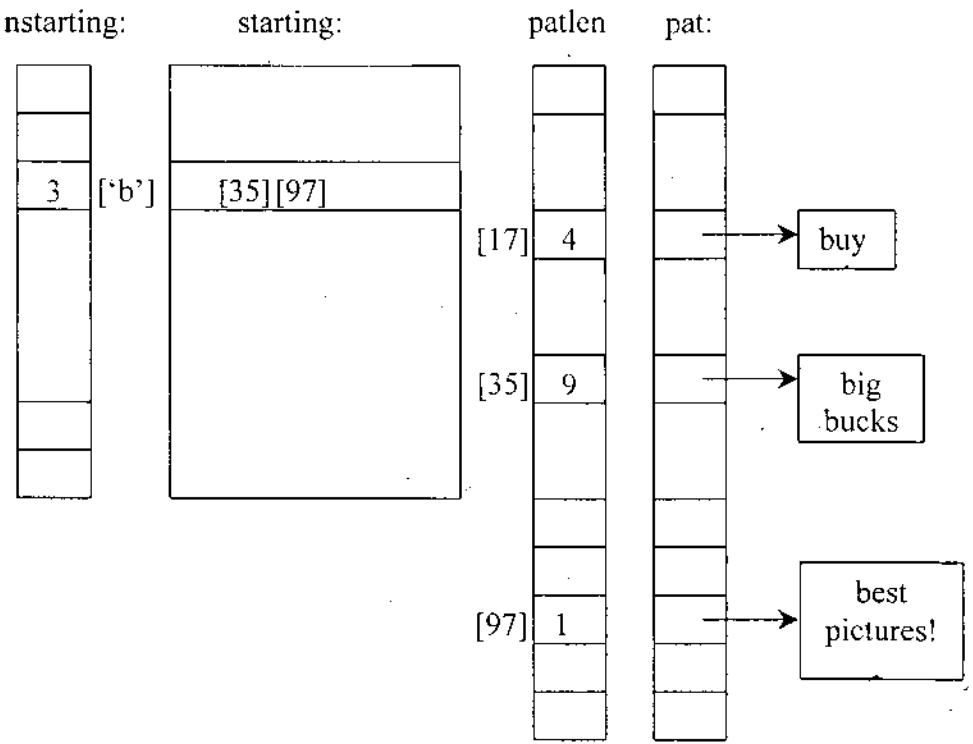 nstarting: starting: patlen pat:
3 ['b'] [35][97]
[17] 4 buy
[35] 9 big
bucks
[97] 1 best
pictures!